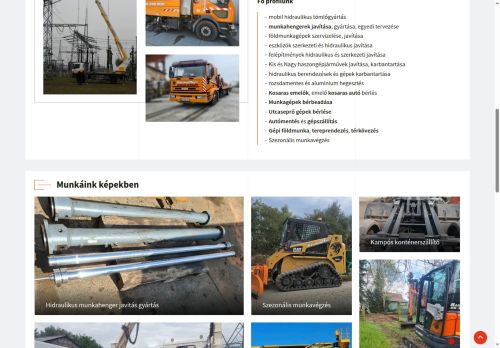 Fő profilunk
- mobil hidraulikus tömlőgyártás
- munkahengerek javítása, gyártása, egyedi tervezése
- földmunkagépek szervizelése, javítása
- eszközök szerkezeti és hidraulikus javítása
- felépítmények hidraulikus és szerkezeti javítása
- Kis és Nagy haszongépjárművek javítása, karbantartása
- hidraulikus berendezések és gépek karbantartása
- rozsdamentes és alumínium hegesztés
- Kosaras emelők, emelő kosaras autó bérlés
- Munkagépek bérbeadása
- Utcaseprő gépek bérlése
- Autómentés és gépszállítás
- Gépi földmunka, tereprendezés, térkövezés
- Szezonális munkavégzés
Munkáink képekben
Hidraulikus munkahenger javítás gyártás
Szezonális munkavégzés
Kampós konténerszállító